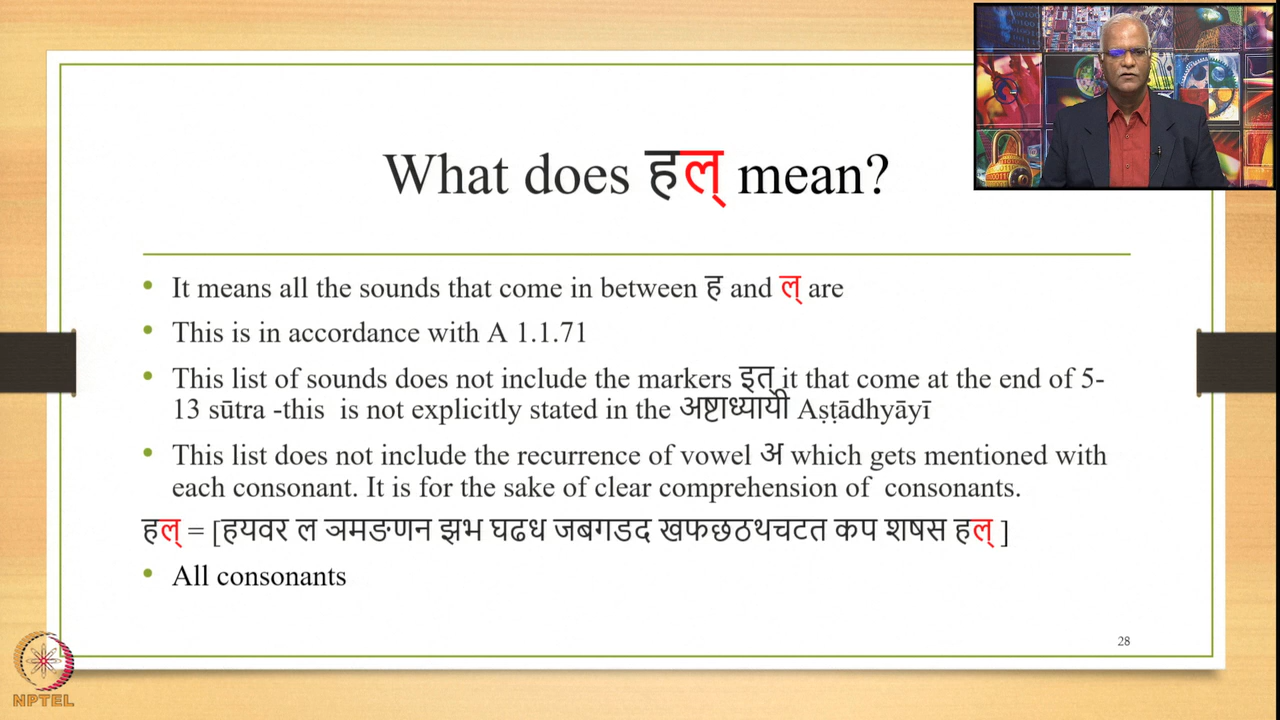 What does हल् mean?
• It means all the sounds that come in between ह and ल् are
• This is in accordance with A 1.1.71
• This list of sounds does not include the markers इत् it that come at the end of 5-
13 sūtra -this is not explicitly stated in the अष्टाध्यायी Aṣṭādhyāyī
• This list does not include the recurrence of vowel अ which gets mentioned with
each consonant. It is for the sake of clear comprehension of consonants.
हल् = [हयवर ल ञमङणन झभ घढध जबगडद खफछठथचटत कप शषस हल् ]
• All consonants
28
NPTEL